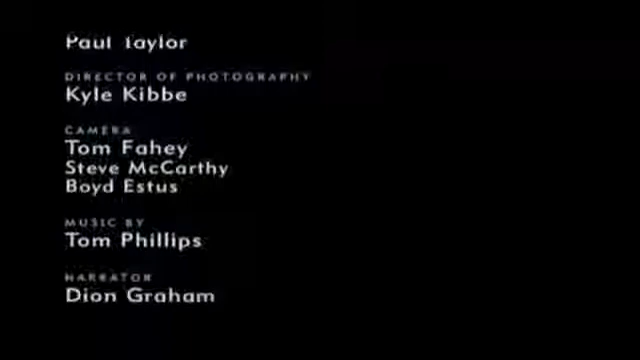 Paul Taylor
DIRECTOR OF PHOTOGRAPHY
Kyle Kibbe
CAMERA
Tom Fahey
Steve McCarthy
Boyd Estus
MUSIC BY
Tom Phillips
NARRATOR
Dion Graham